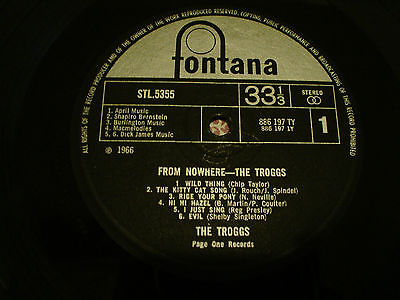 ALL RIGHTS OF THE RECORD PRODUCER AND OF THE OWNER OF THE WORK REPRODUCED RESERVED. COPYING, PUBLIC PERFORMANCE AND BROADCASTING OF THIS RECORD PROHIBITED
fontana
STL.5355
1. April Music
2. Shapiro Bernstein
3. Burlington Music
4. Macmelodies
5. 6. Dick James Music
℗ 1966
33 1/3
STEREO
886 197 TY
886 197 1Y
1
FROM NOWHERE—THE TROGGS
1 WILD THING (Chip Taylor)
2. THE KITTY CAT SONG (J. Rouch/J. Spindel)
3. RIDE YOUR PONY (N. Neville)
4. HI HI HAZEL (B. Martin/P. Coulter)
5. I JUST SING (Reg Presley)
6. EVIL (Shelby Singleton)
THE TROGGS
Page One Records